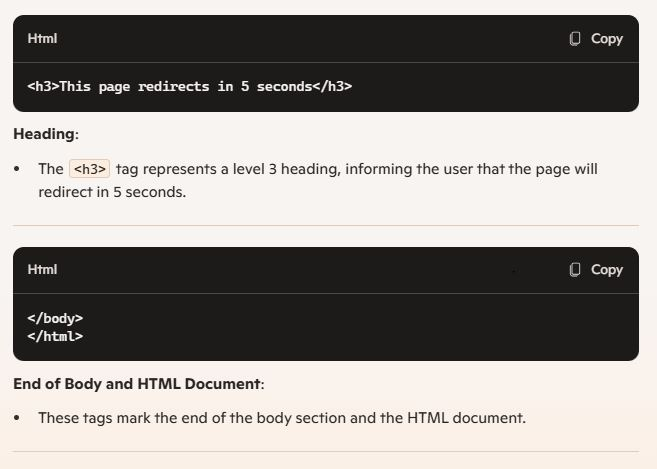 Html
Copy
<h3>This page redirects in 5 seconds</h3>
Heading:
• The <h3> tag represents a level 3 heading, informing the user that the page will
redirect in 5 seconds.
Html
Copy
</body>
</html>
End of Body and HTML Document:
• These tags mark the end of the body section and the HTML document.